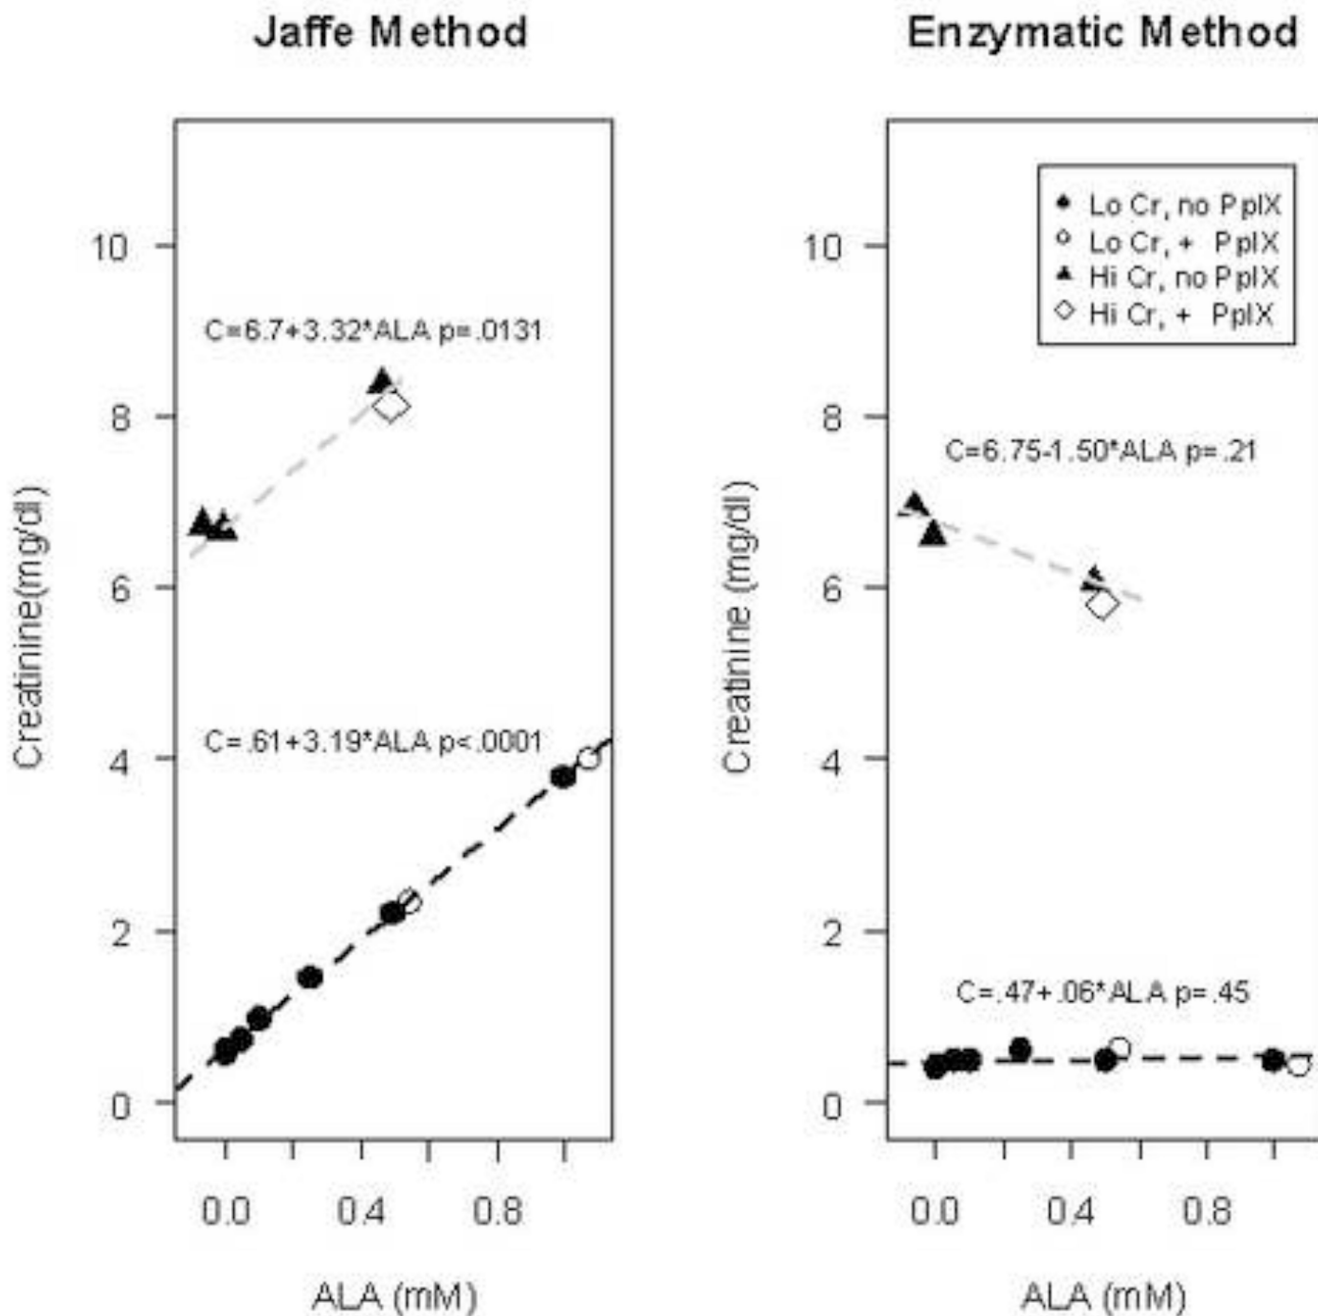 Jaffe Method
10
8
6
4
2
0
C=6.7+3.32*ALA p=.0131
C=.61+3.19*ALA p<.0001
Creatinine(mg/dl)
0.0 0.4 0.8
ALA (mM)
Enzymatic Method
Lo Cr, no PpIX
Lo Cr, + PpIX
Hi Cr, no PpIX
Hi Cr, + PpIX
10
8
6
4
2
0
C=6.75-1.50*ALA p=.21
C=.47+.06*ALA p=.45
Creatinine (mg/dl)
0.0 0.4 0.8
ALA (mM)